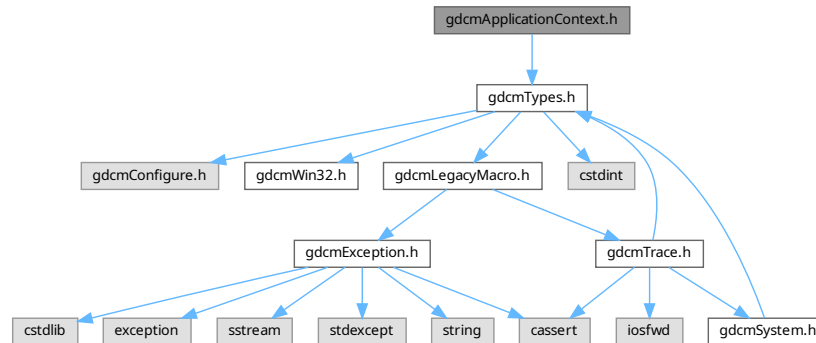 gdcmApplicationContext.h
gdcmTypes.h
gdcmConfigure.h
gdcmWin32.h
gdcmLegacyMacro.h
cstdint
gdcmException.h
gdcmTrace.h
cstdlib
exception
sstream
stdexcept
string
cassert
iosfwd
gdcmSystem.h